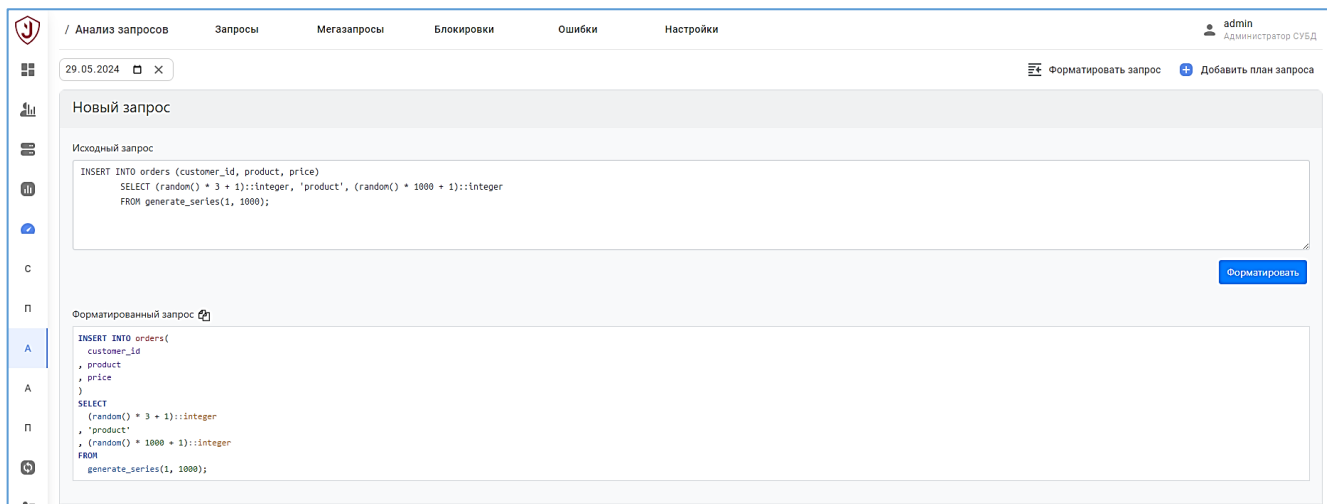 / Анализ запросов Запросы Мегазапросы Блокировки Ошибки Настройки admin
Администратор СУБД
29.05.2024 Форматировать запрос Добавить план запроса
Новый запрос
Исходный запрос
INSERT INTO orders (customer_id, product, price)
SELECT (random() * 3 + 1)::integer, 'product', (random() * 1000 + 1)::integer
FROM generate_series(1, 1000);
С
Форматировать
П
Форматированный запрос
INSERT INTO orders(
customer_id
А
, product
, price
)
А
SELECT
(random() * 3 + 1)::integer
, 'product'
П
, (random() * 1000 + 1)::integer
FROM
generate_series(1, 1000);